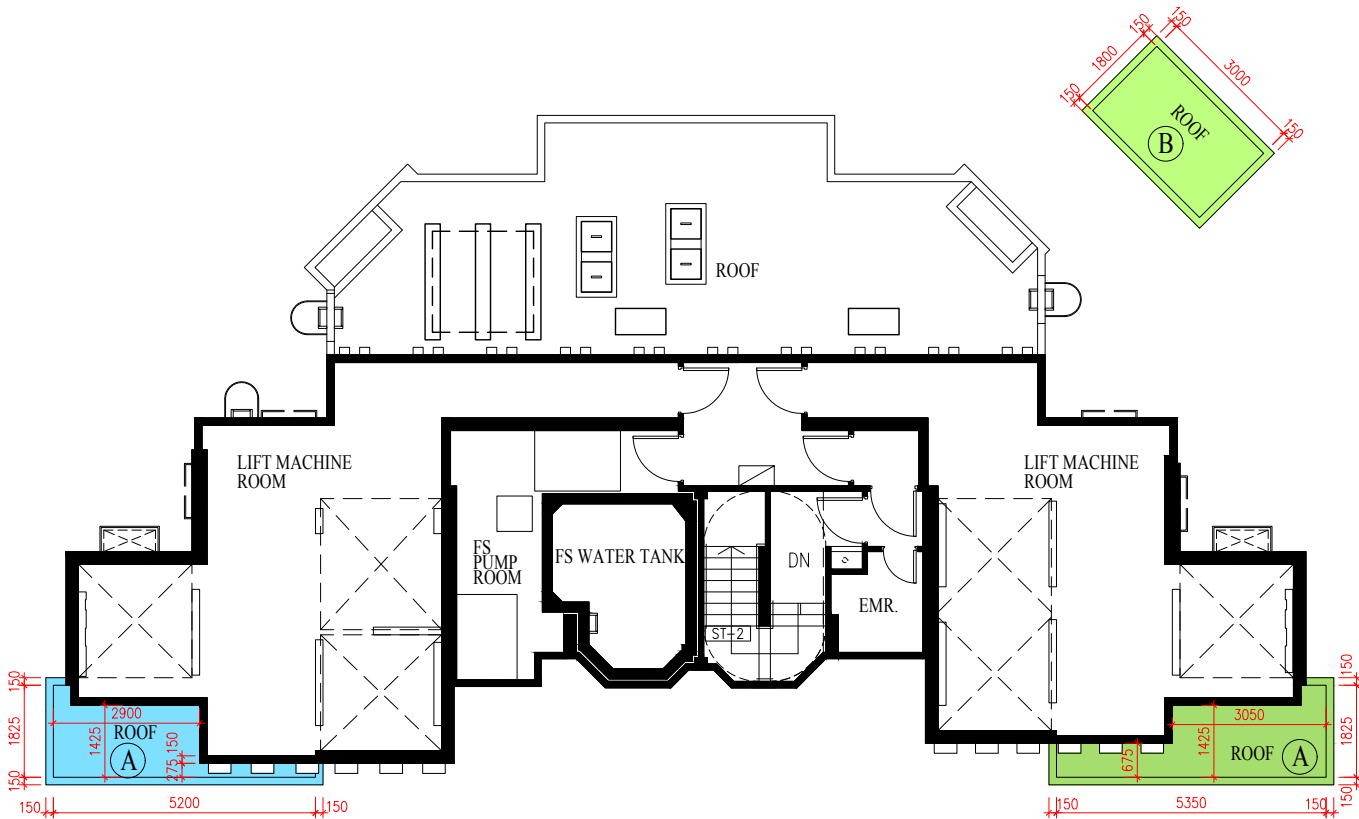 150
1800
150
150
3000
150
ROOF
B
ROOF
LIFT MACHINE
ROOM
LIFT MACHINE
ROOM
FS
PUMP
ROOM
FS WATER TANK
DN
EMR.
ST-2
150
1825
150
2900
1425
ROOF
A
150
275
150
5200
150
3050
1425
675
ROOF
A
150
1825
150
150
5350
150